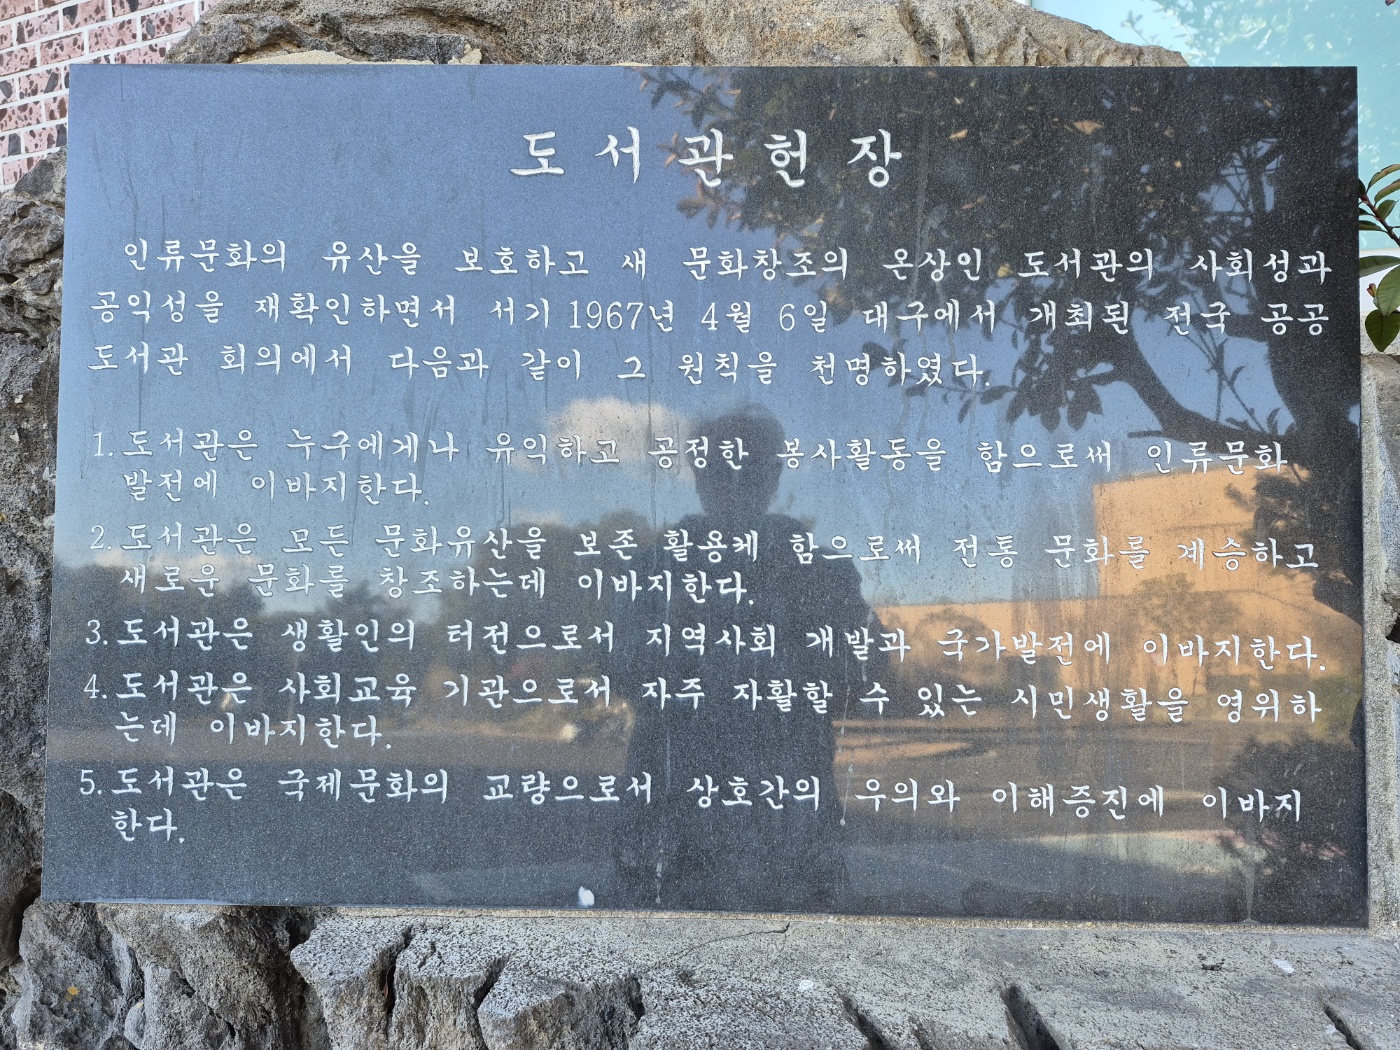 도서관헌장
인류문화의 유산을 보호하고 새 문화창조의 온상인 도서관의 사회성과
공익성을 재확인하면서 서기 1967년 4월 6일 대구에서 개최된 전국 공공
도서관 회의에서 다음과 같이 그 원칙을 천명하였다.
1. 도서관은 누구에게나 유익하고 공정한 봉사활동을 함으로써 인류문화
발전에 이바지한다.
2. 도서관은 모든 문화유산을 보존 활용케 함으로써 전통 문화를 계승하고
새로운 문화를 창조하는데 이바지한다.
3. 도서관은 생활인의 터전으로서 지역사회 개발과 국가발전에 이바지한다.
4. 도서관은 사회교육 기관으로서 자주 자활할 수 있는 시민생활을 영위하
는데 이바지한다.
5. 도서관은 국제문화의 교량으로서 상호간의 우의와 이해증진에 이바지
한다.